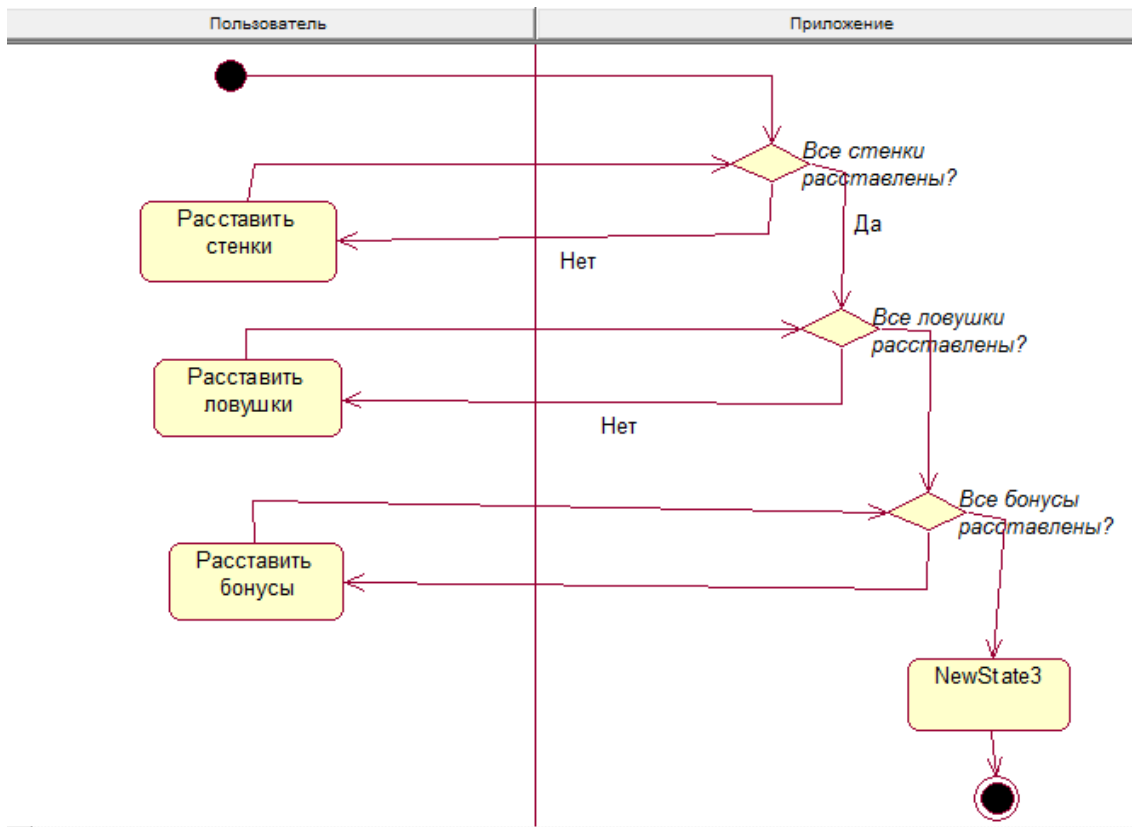 Пользователь
Приложение
Все стенки
расставлены?
Расставить
стенки
Да
Нет
Все ловушки
расставлены?
Расставить
ловушки
Нет
Все бонусы
расставлены?
Расставить
бонусы
NewState3